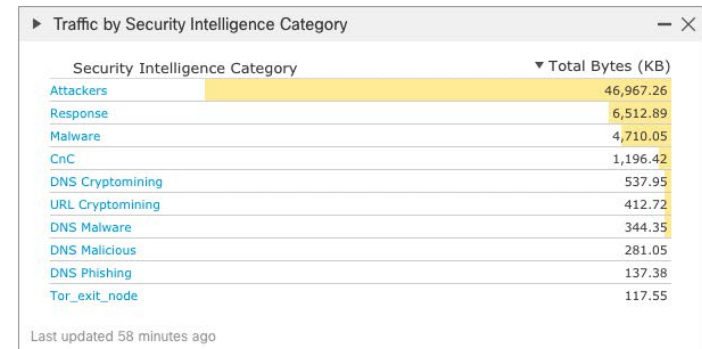 Traffic by Security Intelligence Category
Security Intelligence Category Total Bytes (KB)
Attackers 46,967.26
Response 6,512.89
Malware 4,710.05
CnC 1,196.42
DNS Cryptomining 537.95
URL Cryptomining 412.72
DNS Malware 344.35
DNS Malicious 281.05
DNS Phishing 137.38
Tor_exit_node 117.55
Last updated 58 minutes ago